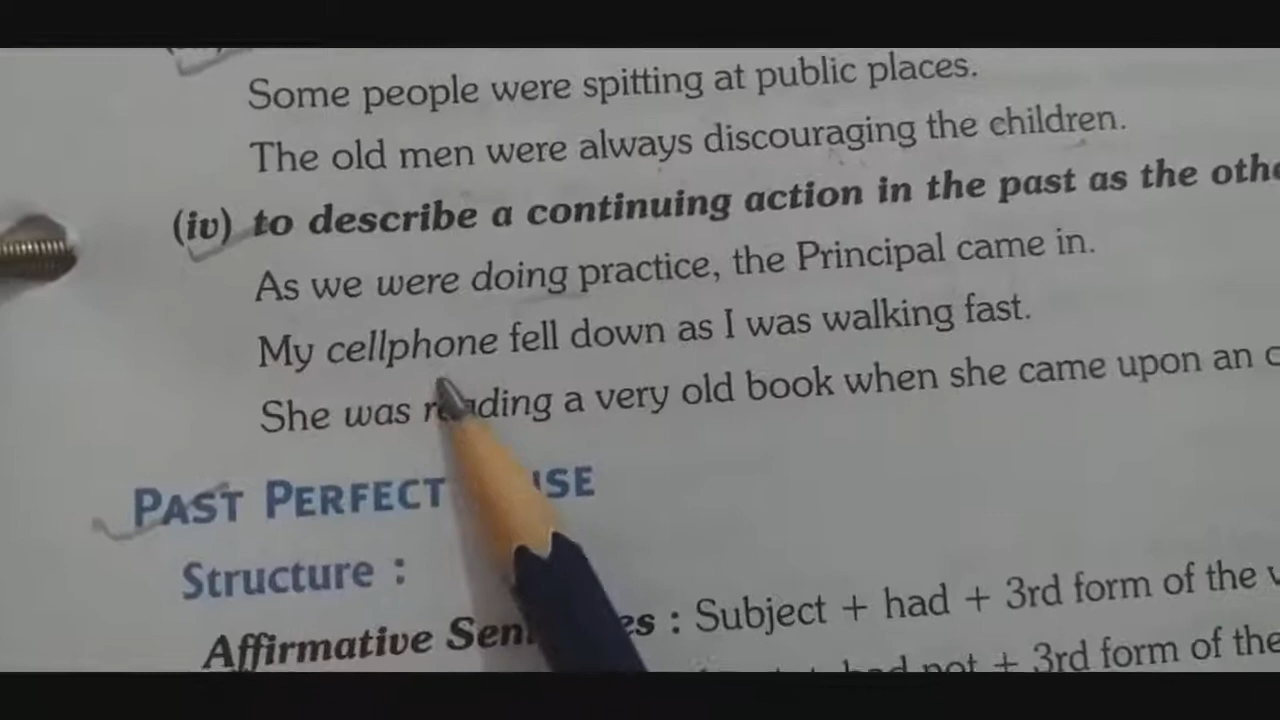 Some people were spitting at public places.
The old men were always discouraging the children.
(iv) to describe a continuing action in the past as the
As we were doing practice, the Principal came in.
My cellphone fell down as I was walking fast.
She was reading a very old book when she came upon an
PAST PERFECT
Structure :
Affirmative : Subject + had + 3rd form of the
had not + 3rd form of the